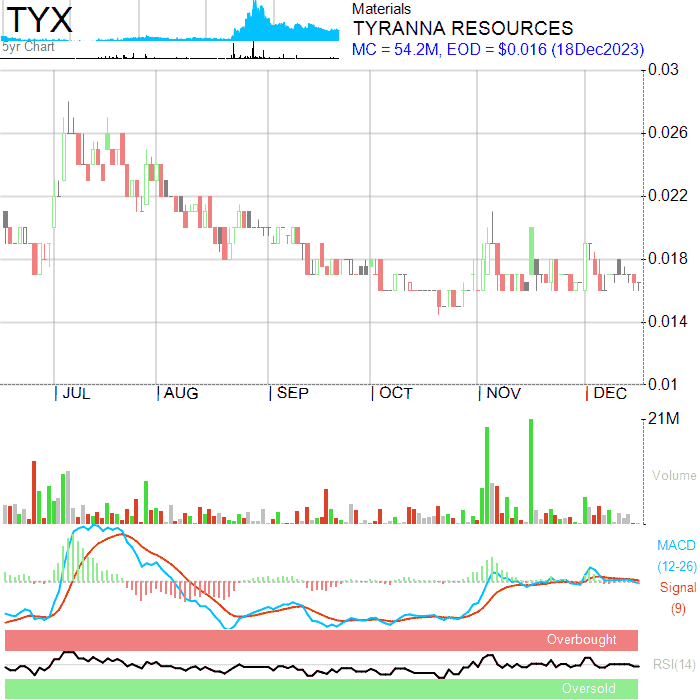 TYX
5yr Chart
Materials
TYRANNA RESOURCES
MC = 54.2M, EOD = $0.016 (18Dec2023)
0.03
0.026
0.022
0.018
0.014
0.01
JUL AUG SEP OCT NOV DEC
21M
Volume
MACD
(12-26)
Signal
(9)
Overbought
RSI(14)
Oversold